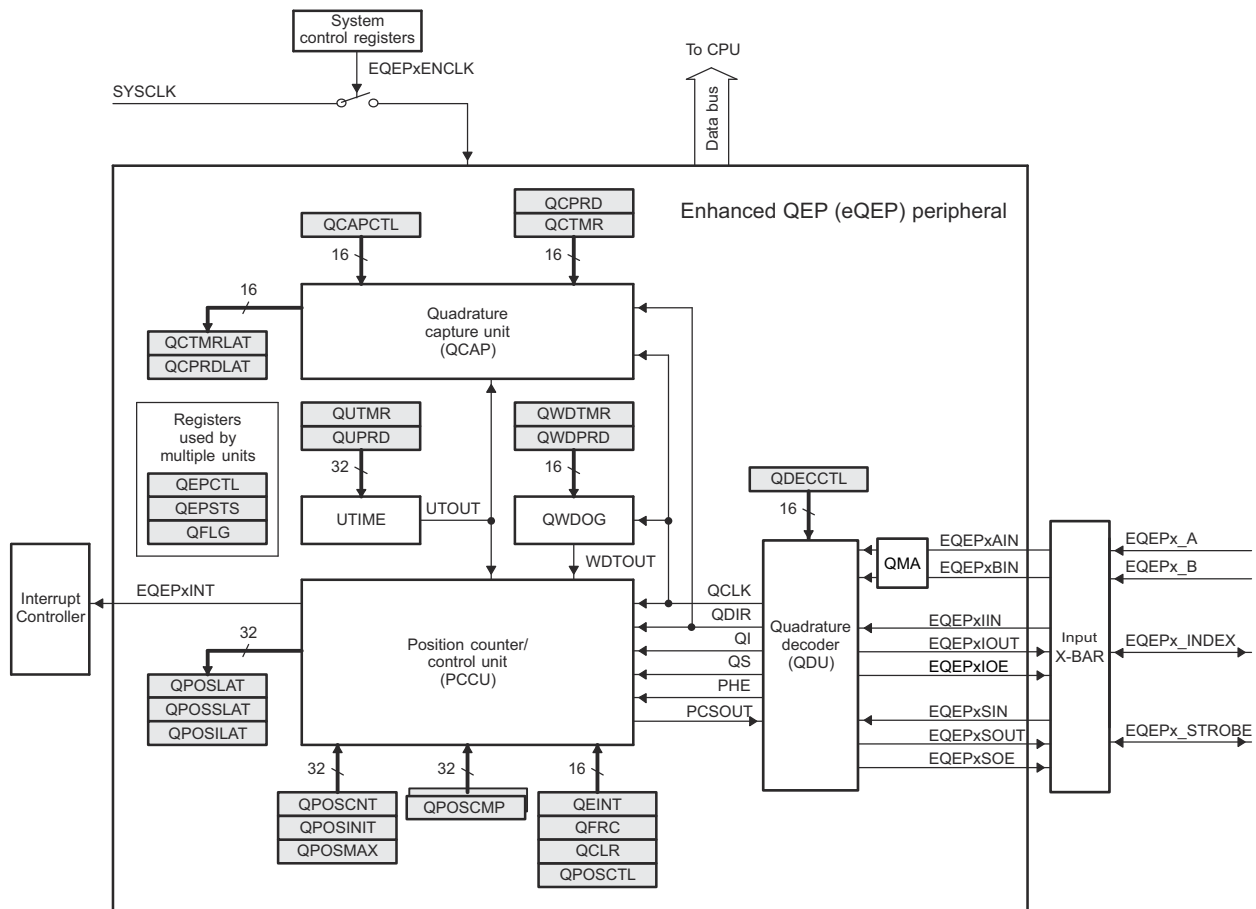 System
control registers
To CPU
EQEPxENCLK
SYSCLK
Data bus
Enhanced QEP (eQEP) peripheral
QCPRD
QCAPCTL
QCTMR
16
16
16
Quadrature
capture unit
(QCAP)
QCTMRLAT
QCPRDLAT
Registers
used by
multiple units
QEPCTL
QEPSTS
QFLG
QUTMR
QUPRD
32
QWDTMR
QWDPRD
16
UTIME
UTOUT
QWDOG
WDTOUT
QDECCTL
16
EQEPxAIN
EQEPxBIN
QMA
EQEPx_A
EQEPx_B
Interrupt
Controller
EQEPxINT
32
Position counter/
control unit
(PCCU)
QCLK
QDIR
QI
QS
PHE
PCSOUT
Quadrature
decoder
(QDU)
EQEPxIIN
EQEPxIOUT
EQEPxIOE
EQEPxSIN
EQEPxSOUT
EQEPxSOE
Input
X-BAR
EQEPx_INDEX
EQEPx_STROBE
QPOSLAT
QPOSSLAT
QPOSILAT
32
32
16
QPOSCNT
QPOSINIT
QPOSMAX
QPOSCMP
QEINT
QFRC
QCLR
QPOSCTL